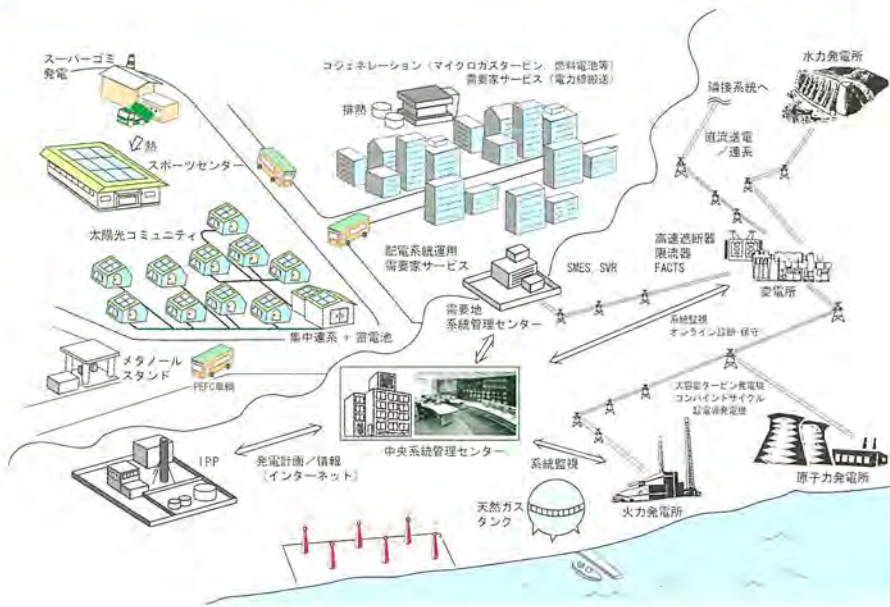 スーパーゴミ
発電
熱
スポーツセンター
コジェネレーション（マイクロガスタービン、燃料電池等）
需要家サービス（電力線搬送）
排熱
隣接系統へ
水力発電所
直流送電
／連系
太陽光コミュニティ
配電系統運用
需要家サービス
SMES, SVR
高速遮断器
限流器
FACTS
変電所
需要地
系統管理センター
集中連系 + 蓄電池
系統監視
オンライン診断・保守
メタノール
スタンド
PEFC車輌
大容量タービン発電機
コンバインドサイクル
超電導発電機
中央系統管理センター
IPP
発電計画／情報
（インターネット）
系統監視
天然ガス
タンク
火力発電所
原子力発電所